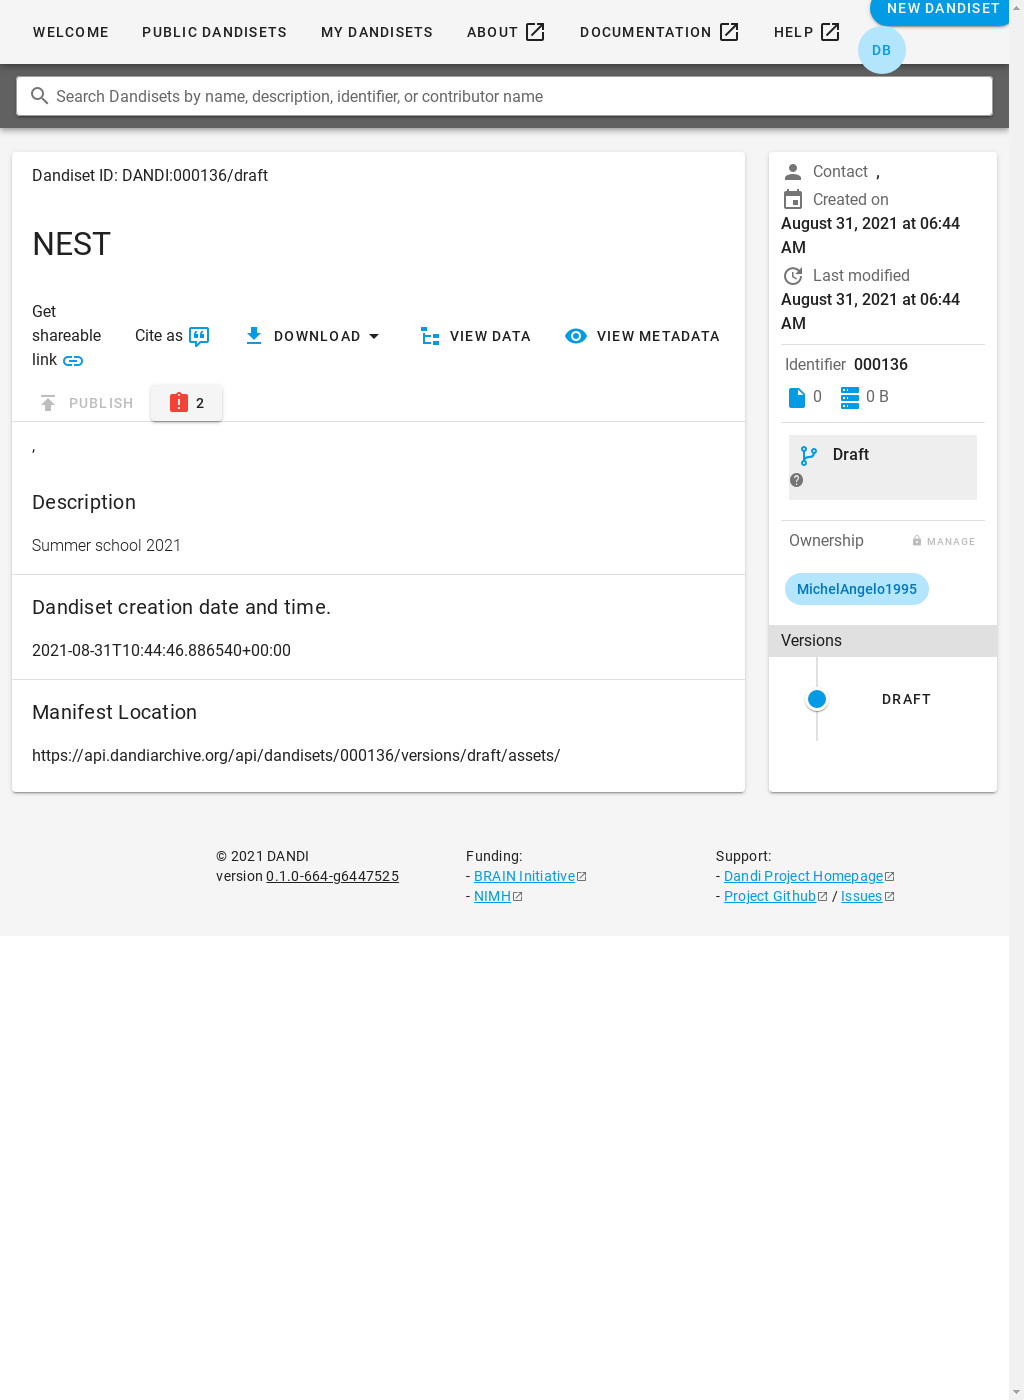 WELCOME PUBLIC DANDISETS MY DANDISETS ABOUT DOCUMENTATION HELP NEW DANDISET
DB
Search Dandisets by name, description, identifier, or contributor name
Dandiset ID: DANDI:000136/draft
NEST
Get shareable link
Cite as
DOWNLOAD
VIEW DATA
VIEW METADATA
PUBLISH
2
,
Description
Summer school 2021
Dandiset creation date and time.
2021-08-31T10:44:46.886540+00:00
Manifest Location
https://api.dandiarchive.org/api/dandisets/000136/versions/draft/assets/
Contact ,
Created on
August 31, 2021 at 06:44
AM
Last modified
August 31, 2021 at 06:44
AM
Identifier 000136
0 0 B
Draft
Ownership MANAGE
MichelAngelo1995
Versions
DRAFT
© 2021 DANDI
version 0.1.0-664-g6447525
Funding:
- BRAIN Initiative
- NIMH
Support:
- Dandi Project Homepage
- Project Github / Issues